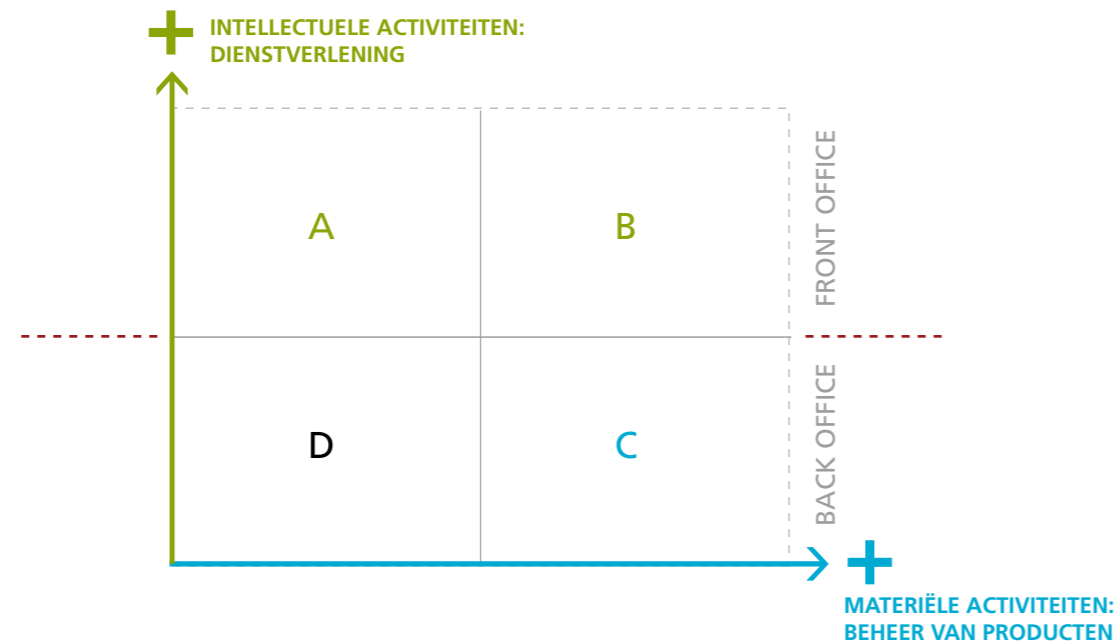 + INTELLECTUELE ACTIVITEITEN:
DIENSTVERLENING
A
B
FRONT OFFICE
D
C
BACK OFFICE
+
MATERIËLE ACTIVITEITEN:
BEHEER VAN PRODUCTEN